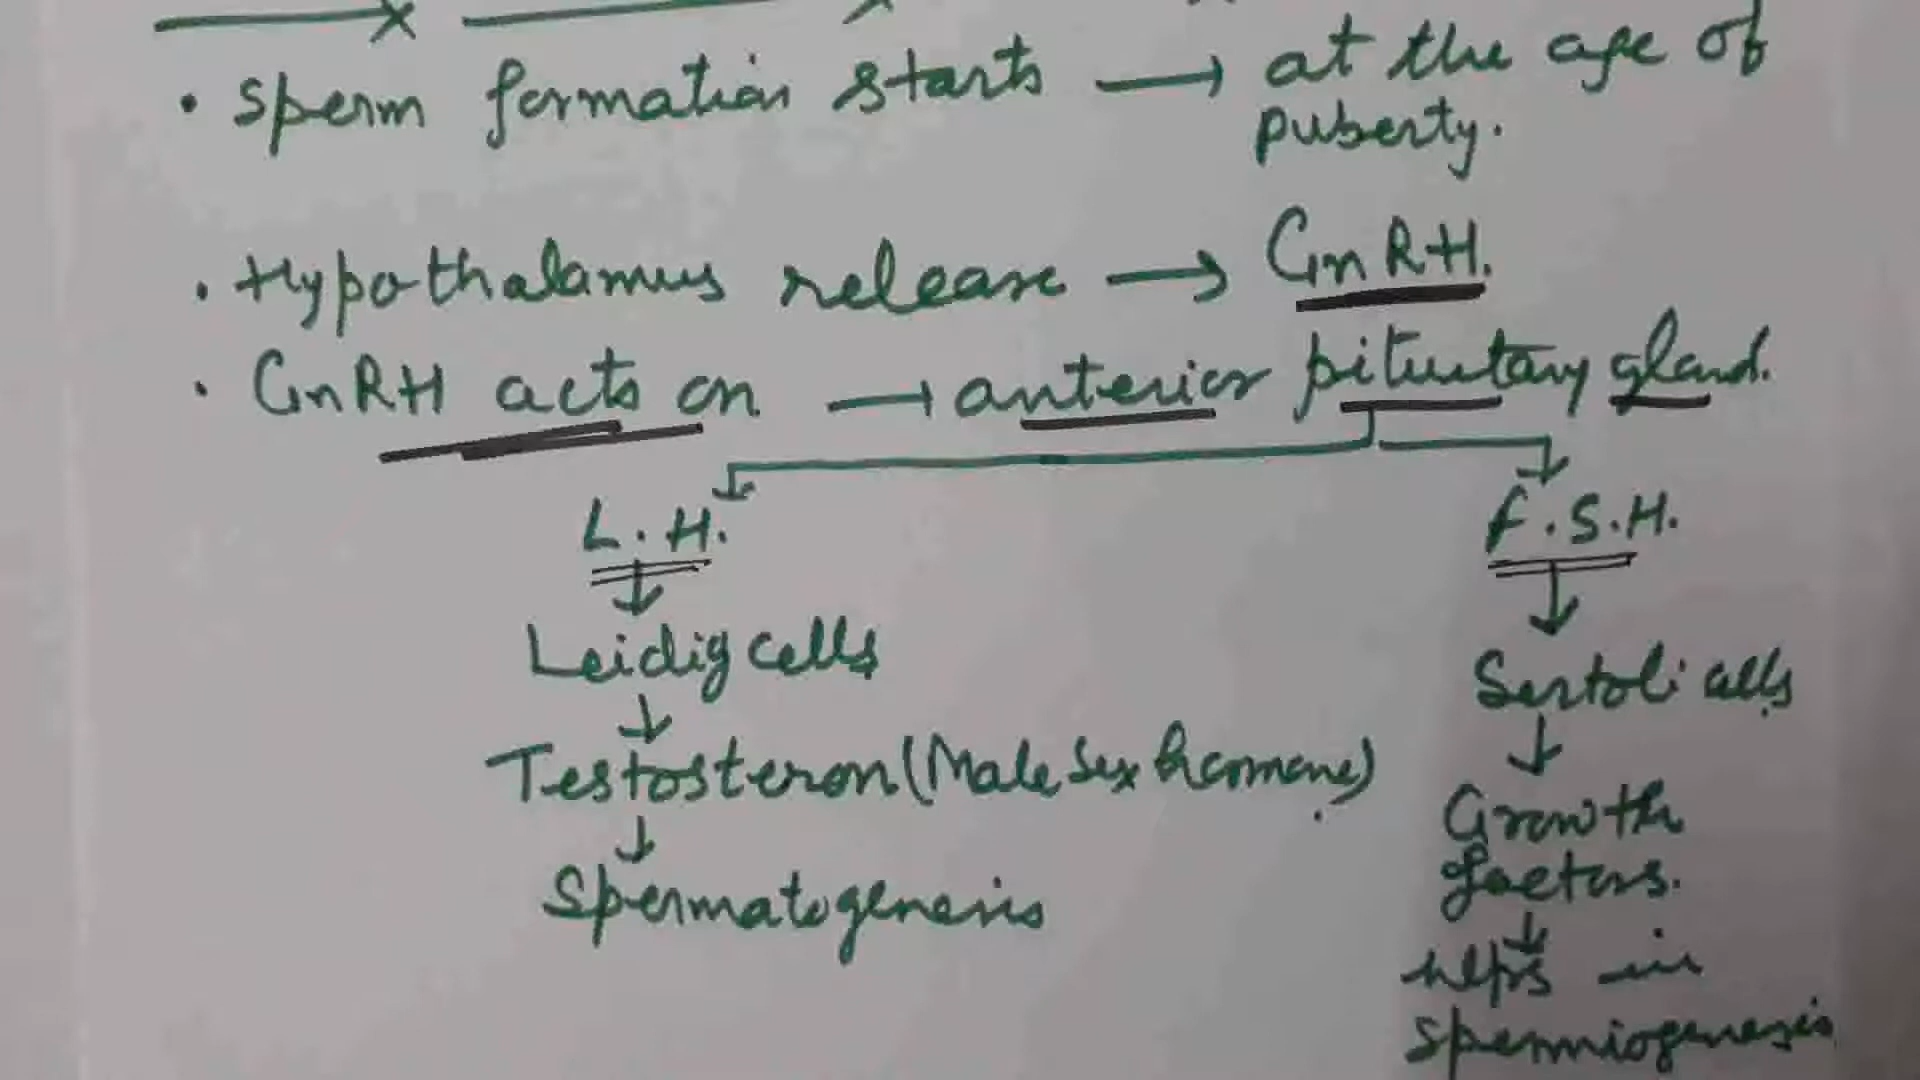 • Sperm formation starts → at the age of
puberty.
• Hypothalamus release → GnRH.
• GnRH acts on → anterior pituitary gland.
L.H.
F.S.H.
Leidig cells
Sertoli cells
Testosteron (Male Sex hormone)
Growth
factors.
Spermatogenesis
helps in
spermiogenesis